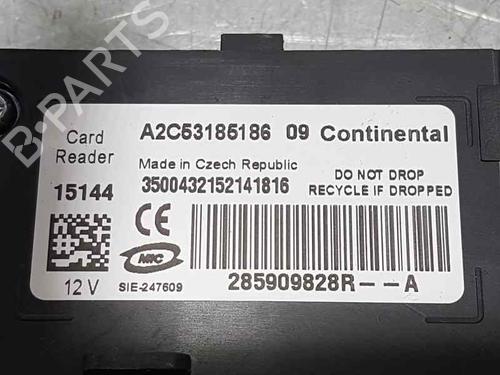 B-PARTS
Card
Reader
A2C53185186 09 Continental
Made in Czech Republic
15144
3500432152141816
DO NOT DROP
RECYCLE IF DROPPED
CE
MIC
12 V
SIE-247609
285909828R--A